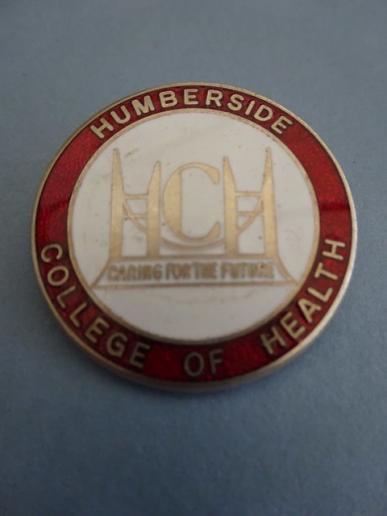 HUMBERSIDE
HCH
CARING FOR THE FUTURE
COLLEGE OF HEALTH